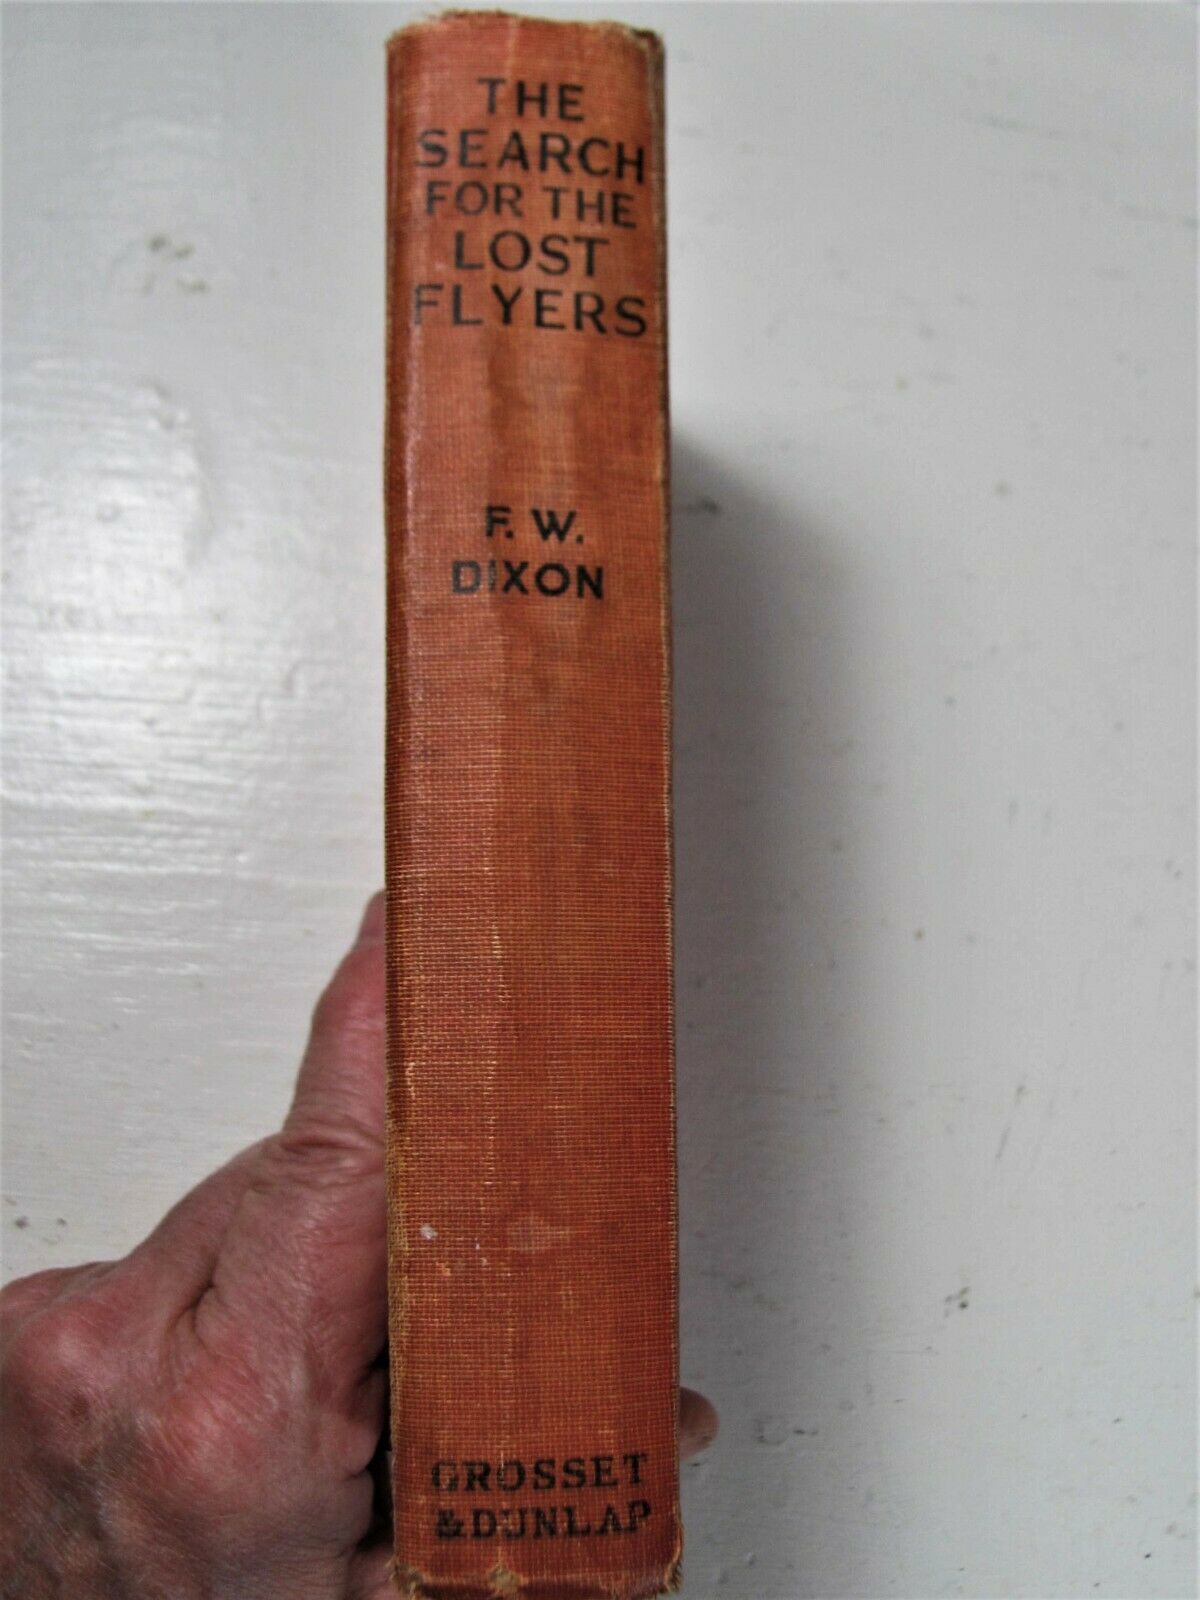 THE
SEARCH
FOR THE
LOST
FLYERS
F. W.
DIXON
GROSSET
& DUNLAP